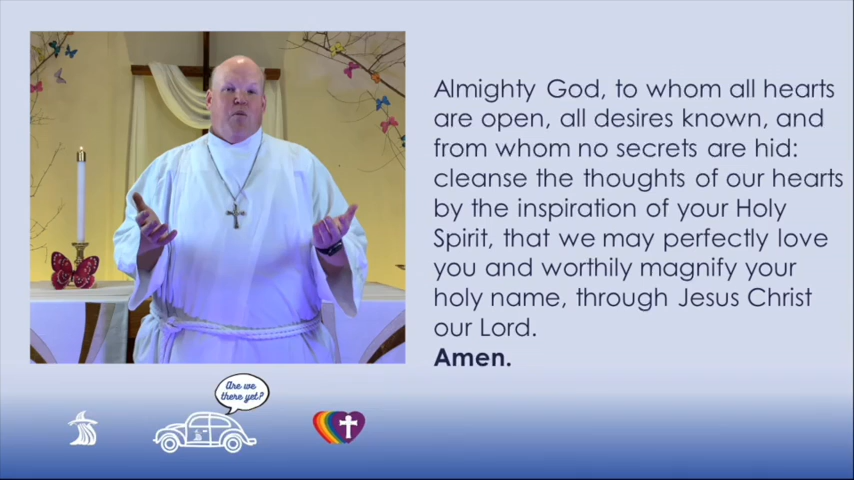 Almighty God, to whom all hearts
are open, all desires known, and
from whom no secrets are hid:
cleanse the thoughts of our hearts
by the inspiration of your Holy
Spirit, that we may perfectly love
you and worthily magnify your
holy name, through Jesus Christ
our Lord.
Amen.
Are we
there yet?